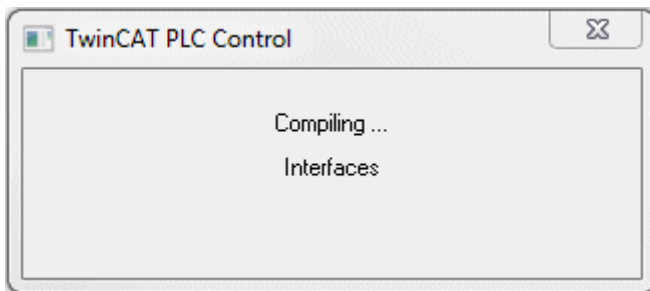 TwinCAT PLC Control
Compiling ...
Interfaces